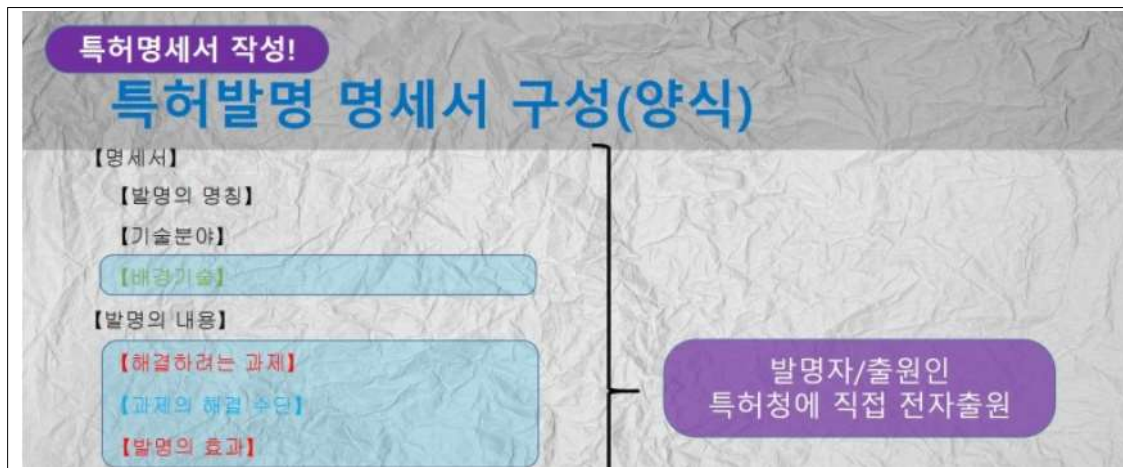 특허명세서 작성!
특허발명 명세서 구성(양식)
【명세서】
【발명의 명칭】
【기술분야】
【배경기술】
【발명의 내용】
【해결하려는 과제】
【과제의 해결 수단】
【발명의 효과】
발명자/출원인
특허청에 직접 전자출원